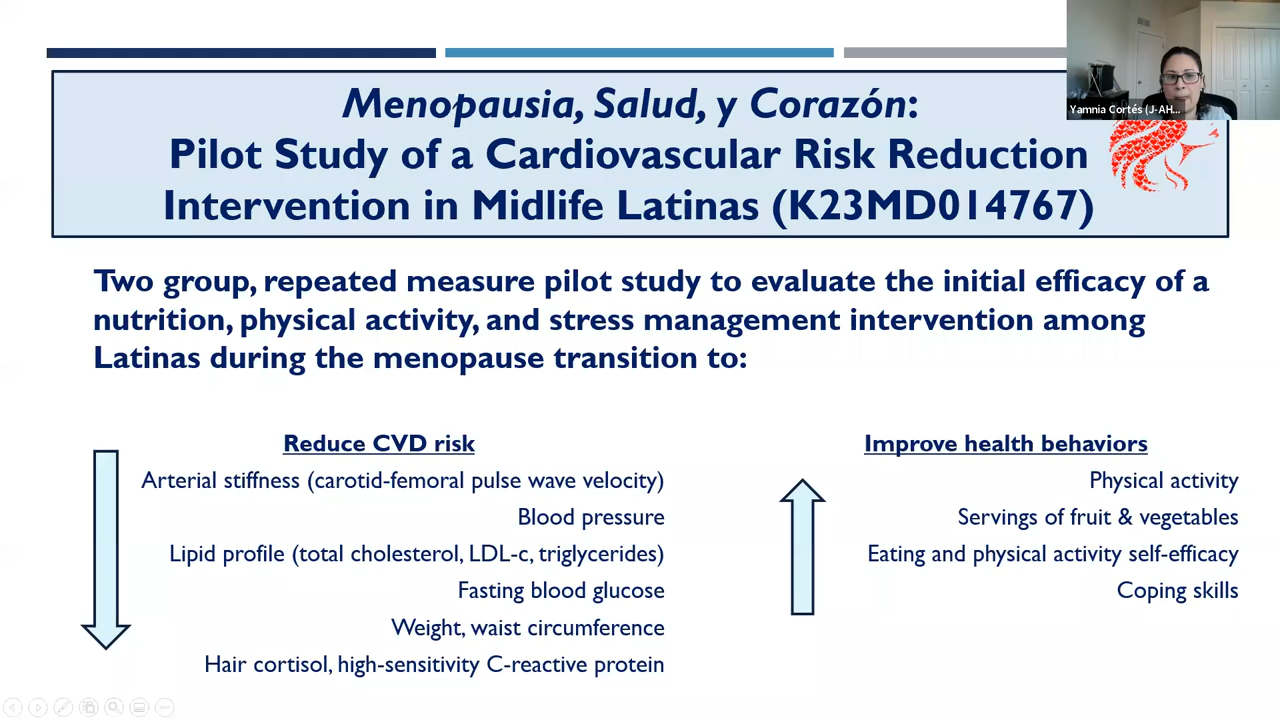 Menopausia, Salud, y Corazón:
Pilot Study of a Cardiovascular Risk Reduction
Intervention in Midlife Latinas (K23MD014767)
Yamnia Cortés (J-AH...
Two group, repeated measure pilot study to evaluate the initial efficacy of a
nutrition, physical activity, and stress management intervention among
Latinas during the menopause transition to:
Reduce CVD risk
Arterial stiffness (carotid-femoral pulse wave velocity)
Blood pressure
Lipid profile (total cholesterol, LDL-c, triglycerides)
Fasting blood glucose
Weight, waist circumference
Hair cortisol, high-sensitivity C-reactive protein
Improve health behaviors
Physical activity
Servings of fruit & vegetables
Eating and physical activity self-efficacy
Coping skills